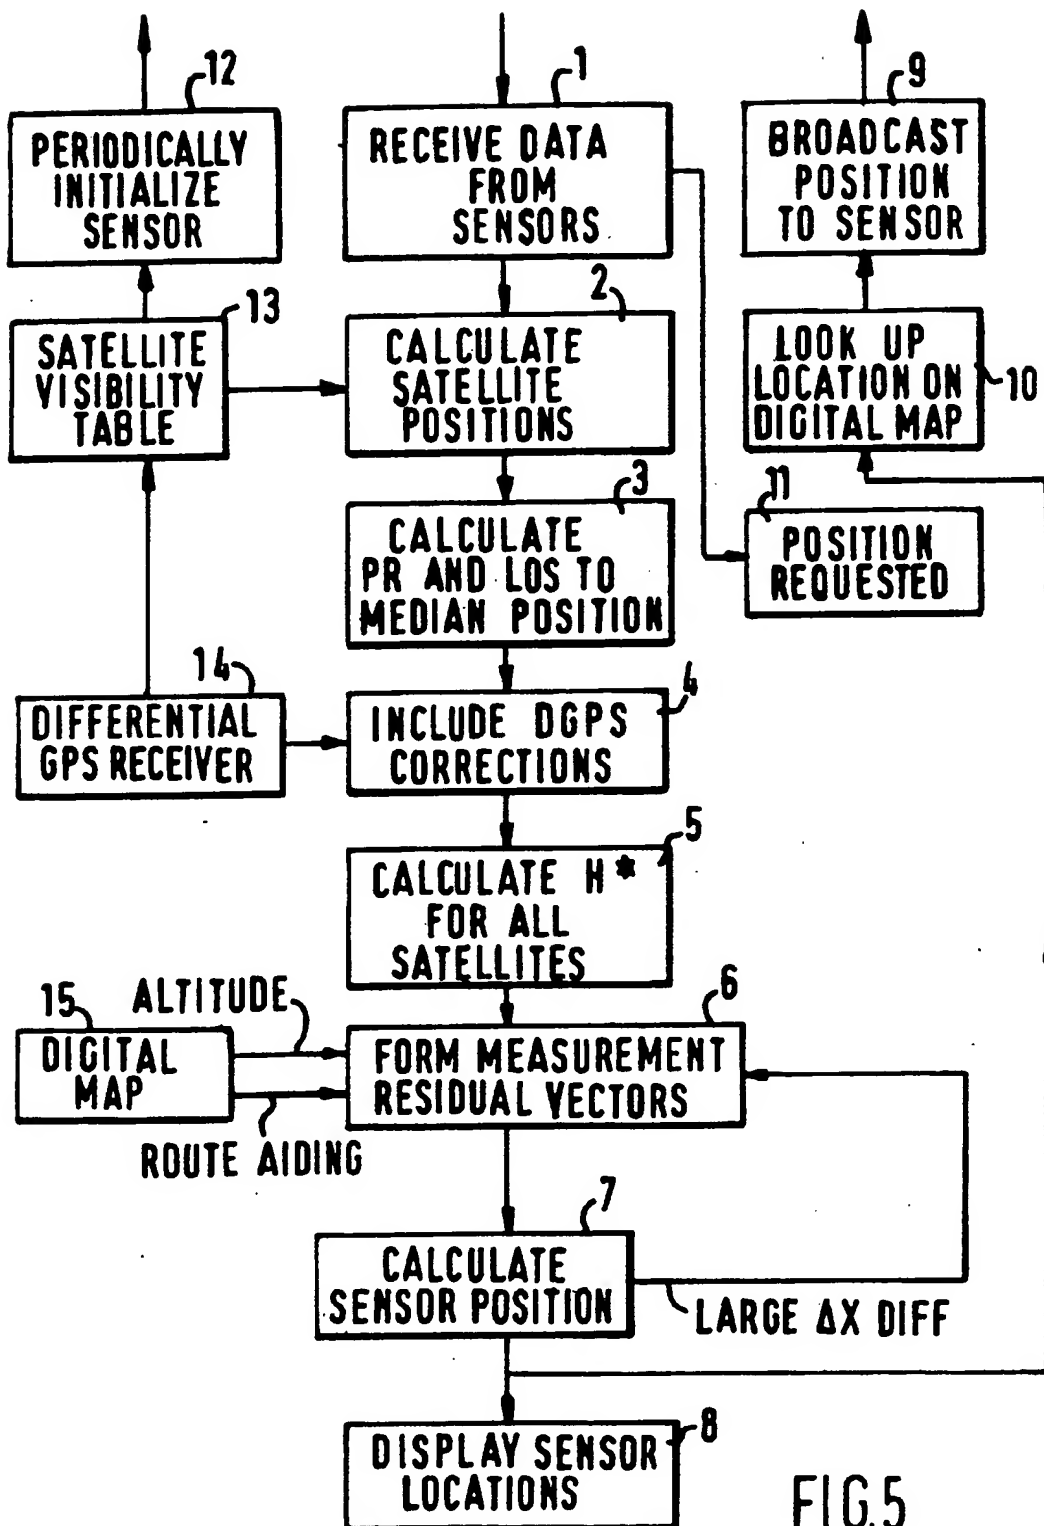 12
PERIODICALLY
INITIALIZE
SENSOR
1
RECEIVE DATA
FROM
SENSORS
9
BROADCAST
POSITION
TO SENSOR
13
SATELLITE
VISIBILITY
TABLE
2
CALCULATE
SATELLITE
POSITIONS
LOOK UP
LOCATION ON
DIGITAL MAP
10
3
CALCULATE
PR AND LOS TO
MEDIAN POSITION
11
POSITION
REQUESTED
14
DIFFERENTIAL
GPS RECEIVER
4
INCLUDE DGPS
CORRECTIONS
5
CALCULATE H*
FOR ALL
SATELLITES
15
ALTITUDE
DIGITAL
MAP
ROUTE AIDING
6
FORM MEASUREMENT
RESIDUAL VECTORS
7
CALCULATE
SENSOR POSITION
LARGE ΔX DIFF
8
DISPLAY SENSOR
LOCATIONS
FIG.5